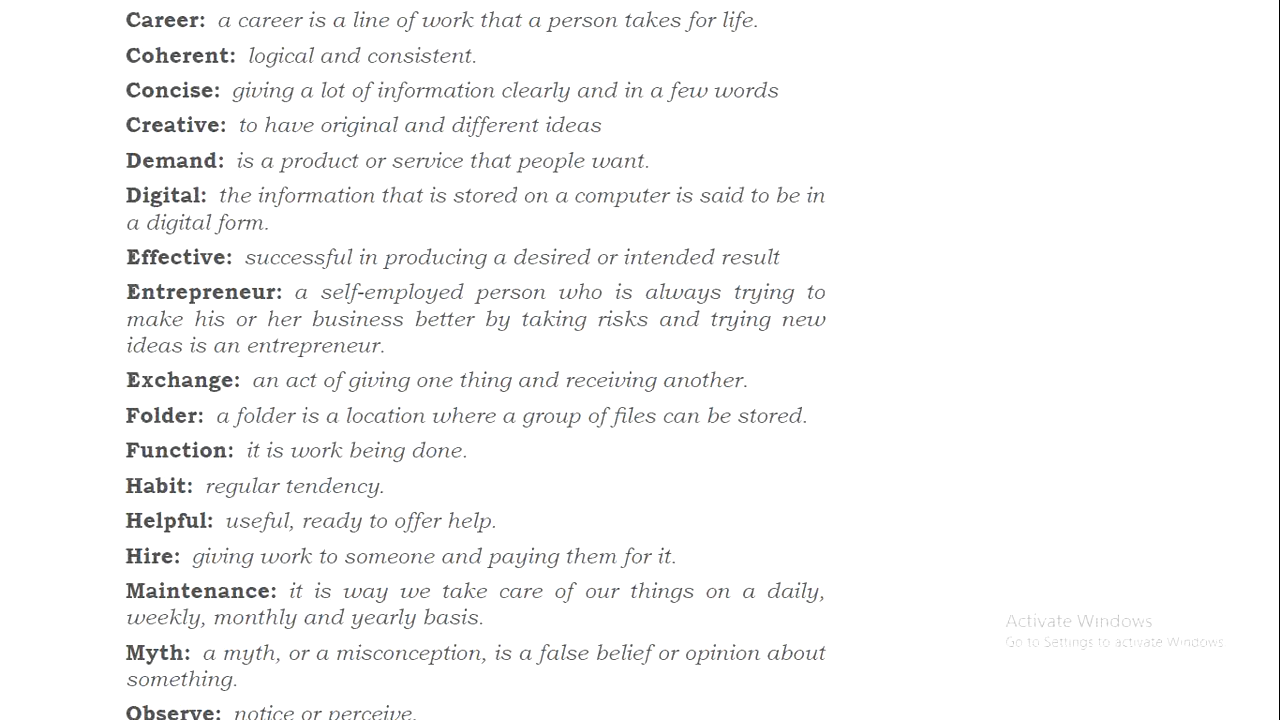 Career: a career is a line of work that a person takes for life.
Coherent: logical and consistent.
Concise: giving a lot of information clearly and in a few words
Creative: to have original and different ideas
Demand: is a product or service that people want.
Digital: the information that is stored on a computer is said to be in
a digital form.
Effective: successful in producing a desired or intended result
Entrepreneur: a self-employed person who is always trying to
make his or her business better by taking risks and trying new
ideas is an entrepreneur.
Exchange: an act of giving one thing and receiving another.
Folder: a folder is a location where a group of files can be stored.
Function: it is work being done.
Habit: regular tendency.
Helpful: useful, ready to offer help.
Hire: giving work to someone and paying them for it.
Maintenance: it is way we take care of our things on a daily,
weekly, monthly and yearly basis.
Myth: a myth, or a misconception, is a false belief or opinion about
something.
Observe: notice or perceive.
Activate Windows
Go to Settings to activate Windows.